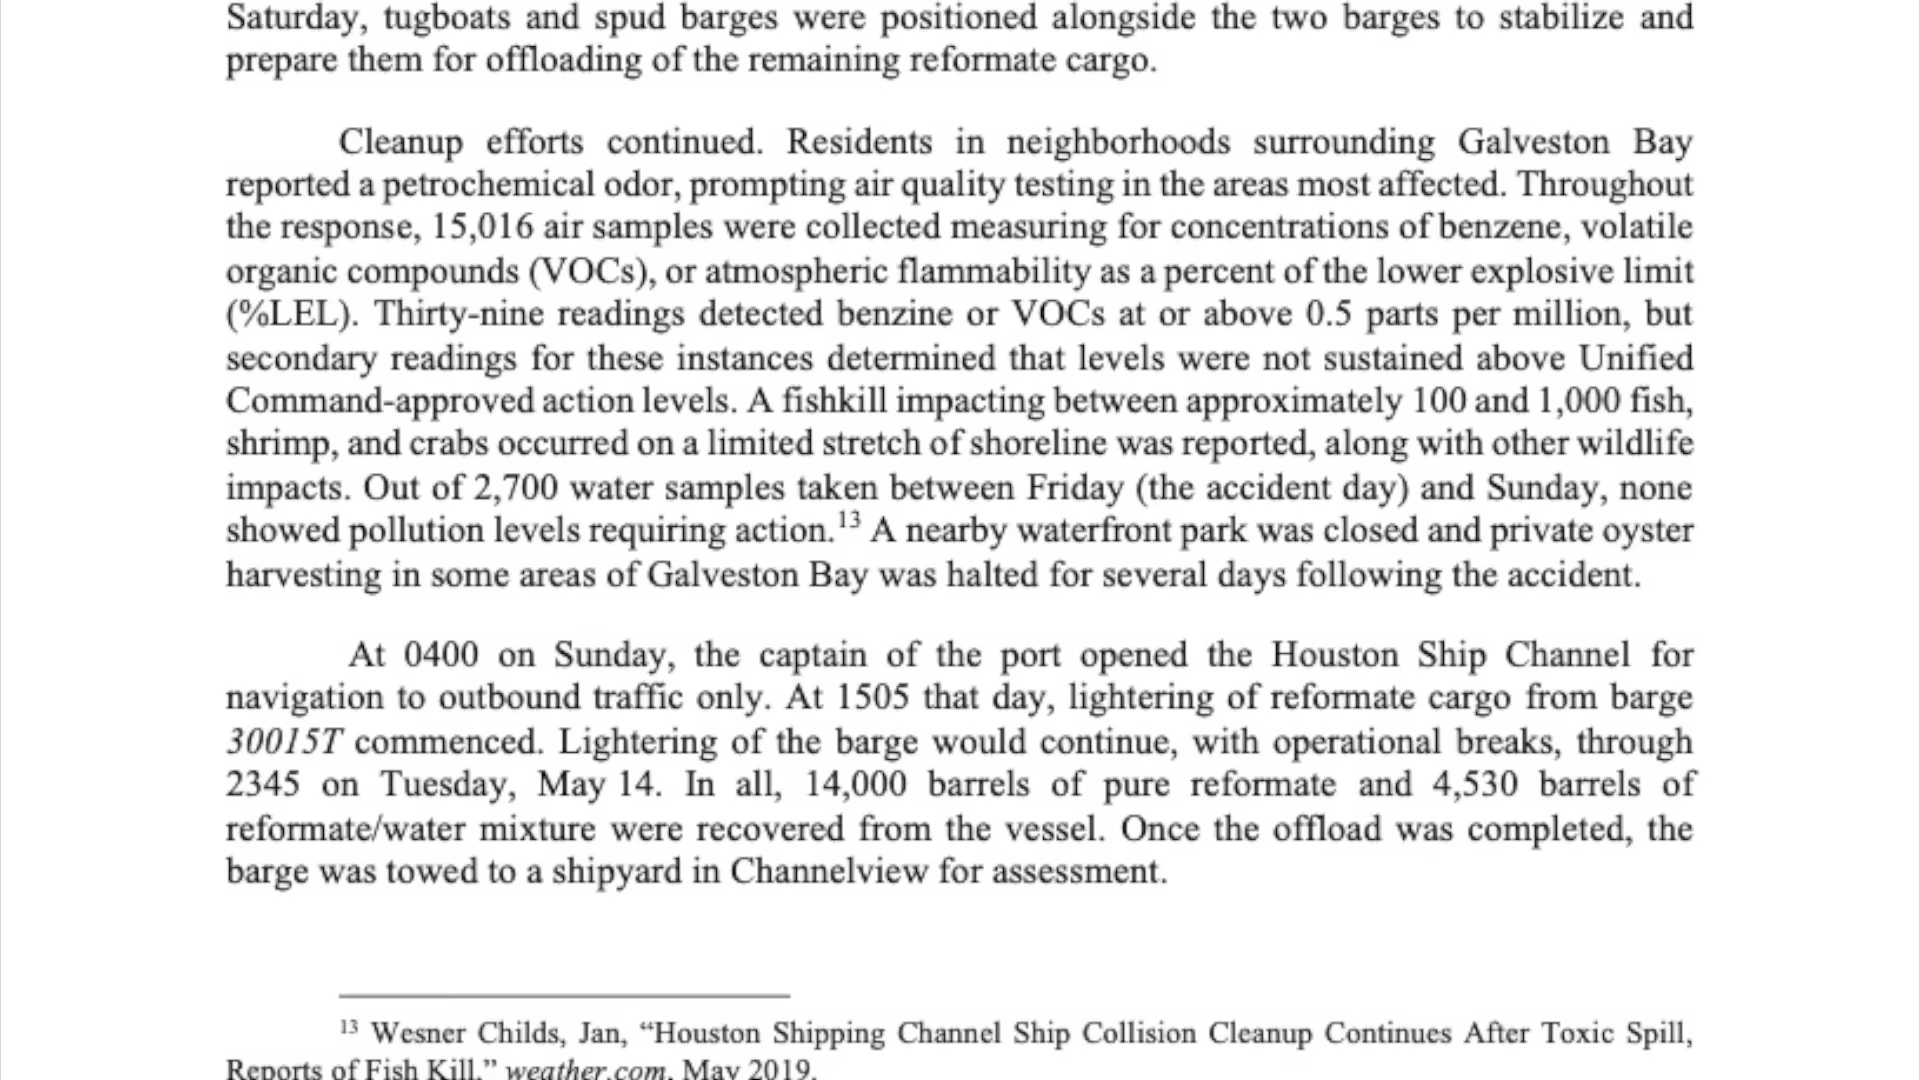 Saturday, tugboats and spud barges were positioned alongside the two barges to stabilize and
prepare them for offloading of the remaining reformate cargo.
Cleanup efforts continued. Residents in neighborhoods surrounding Galveston Bay
reported a petrochemical odor, prompting air quality testing in the areas most affected. Throughout
the response, 15,016 air samples were collected measuring for concentrations of benzene, volatile
organic compounds (VOCs), or atmospheric flammability as a percent of the lower explosive limit
(%LEL). Thirty-nine readings detected benzine or VOCs at or above 0.5 parts per million, but
secondary readings for these instances determined that levels were not sustained above Unified
Command-approved action levels. A fishkill impacting between approximately 100 and 1,000 fish,
shrimp, and crabs occurred on a limited stretch of shoreline was reported, along with other wildlife
impacts. Out of 2,700 water samples taken between Friday (the accident day) and Sunday, none
showed pollution levels requiring action.13 A nearby waterfront park was closed and private oyster
harvesting in some areas of Galveston Bay was halted for several days following the accident.
At 0400 on Sunday, the captain of the port opened the Houston Ship Channel for
navigation to outbound traffic only. At 1505 that day, lightering of reformate cargo from barge
30015T commenced. Lightering of the barge would continue, with operational breaks, through
2345 on Tuesday, May 14. In all, 14,000 barrels of pure reformate and 4,530 barrels of
reformate/water mixture were recovered from the vessel. Once the offload was completed, the
barge was towed to a shipyard in Channelview for assessment.
13 Wesner Childs, Jan, “Houston Shipping Channel Ship Collision Cleanup Continues After Toxic Spill,
Reports of Fish Kill,” weather.com, May 2019.